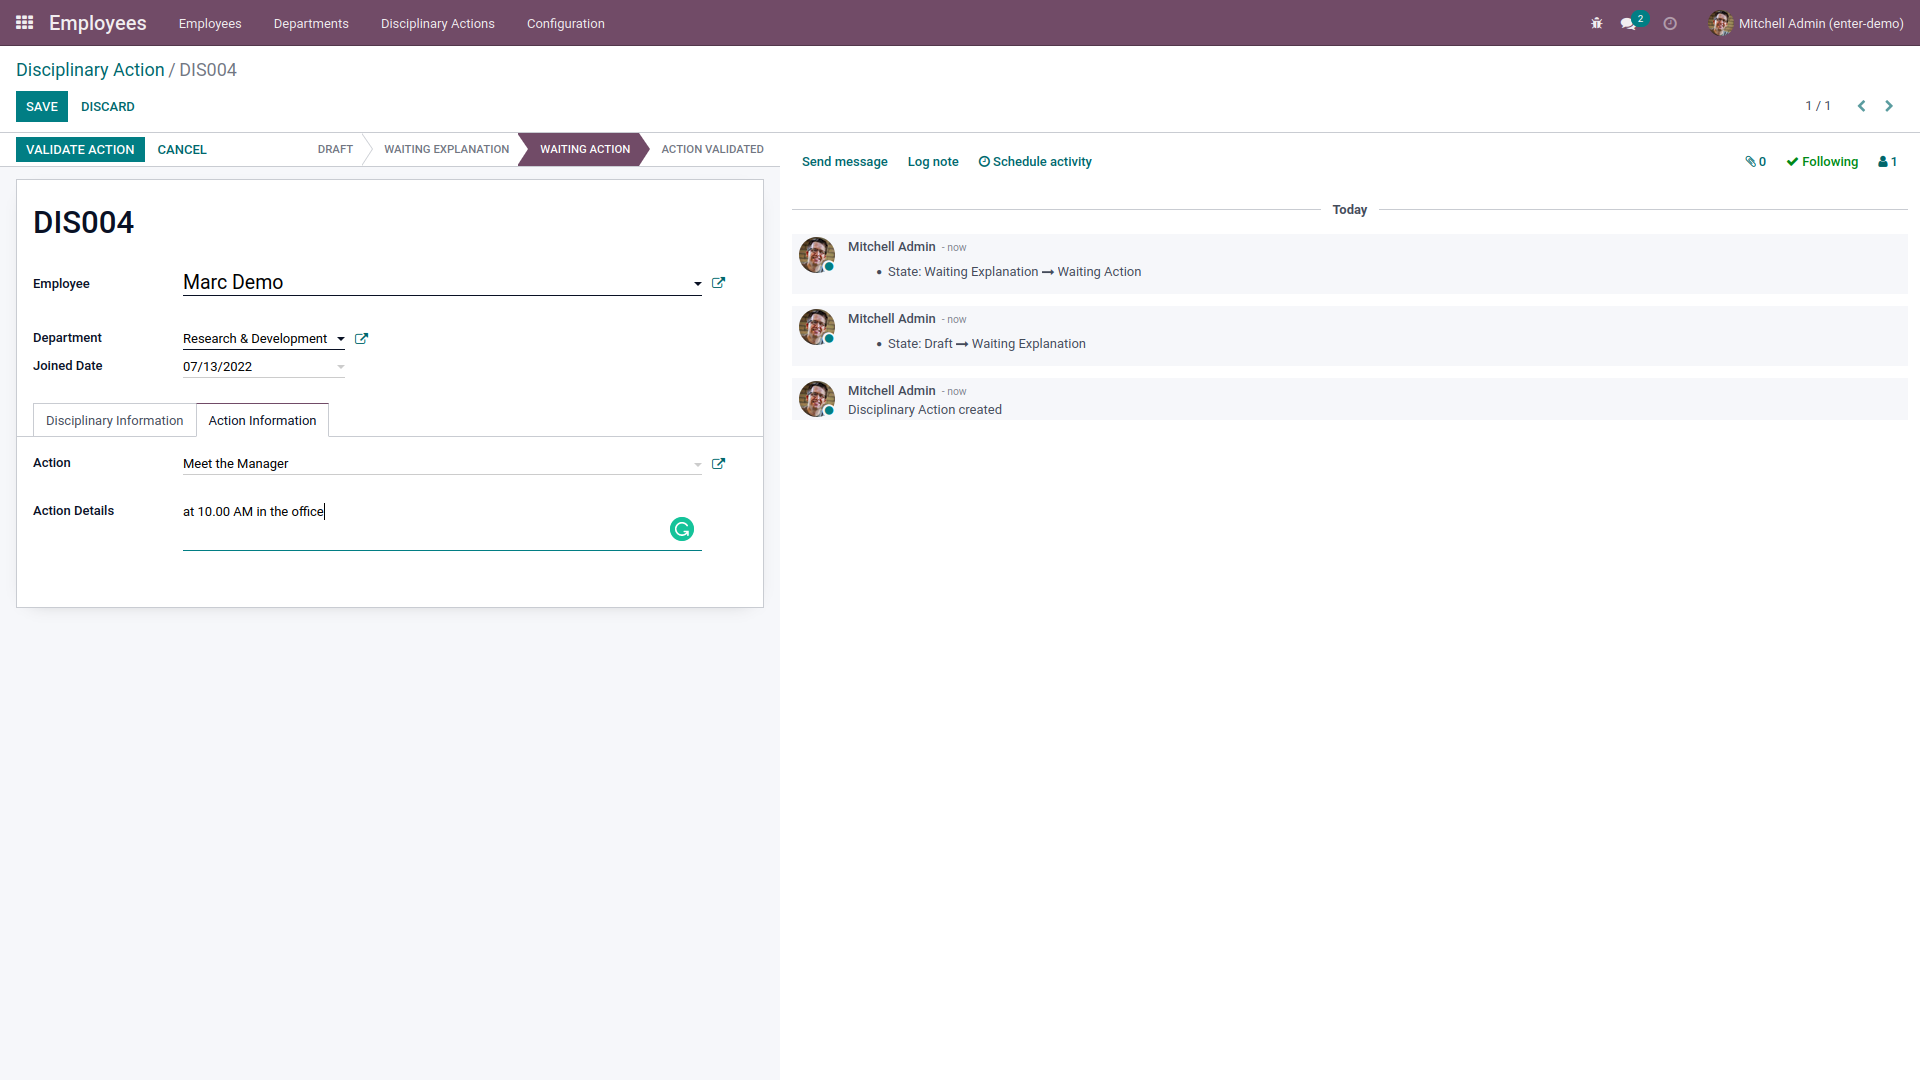 Employees Employees Departments Disciplinary Actions Configuration 2 Mitchell Admin (enter-demo)
Disciplinary Action / DIS004
SAVE DISCARD 1 / 1
VALIDATE ACTION CANCEL DRAFT WAITING EXPLANATION WAITING ACTION ACTION VALIDATED
Send message Log note Schedule activity 0 Following 1
DIS004
Employee Marc Demo
Department Research & Development
Joined Date 07/13/2022
Disciplinary Information Action Information
Action Meet the Manager
Action Details at 10.00 AM in the office
Today
Mitchell Admin - now
• State: Waiting Explanation → Waiting Action
Mitchell Admin - now
• State: Draft → Waiting Explanation
Mitchell Admin - now
Disciplinary Action created